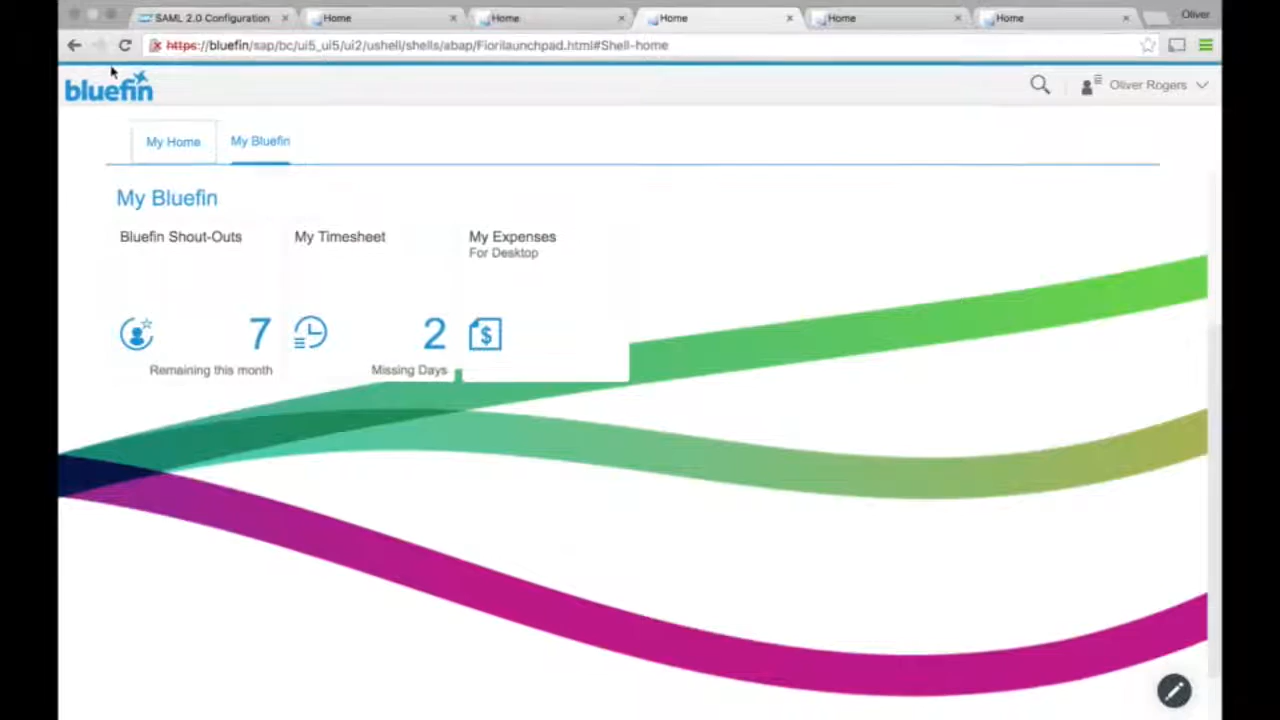 SAML 2.0 Configuration
Home
Home
Home
Home
Home
Oliver
https://bluefin/sap/bc/ui5_ui5/ui2/ushell/shells/abap/Fiorilaunchpad.html#Shell-home
bluefin
Oliver Rogers
My Home
My Bluefin
My Bluefin
Bluefin Shout-Outs
My Timesheet
My Expenses
For Desktop
7
2
$
Remaining this month
Missing Days